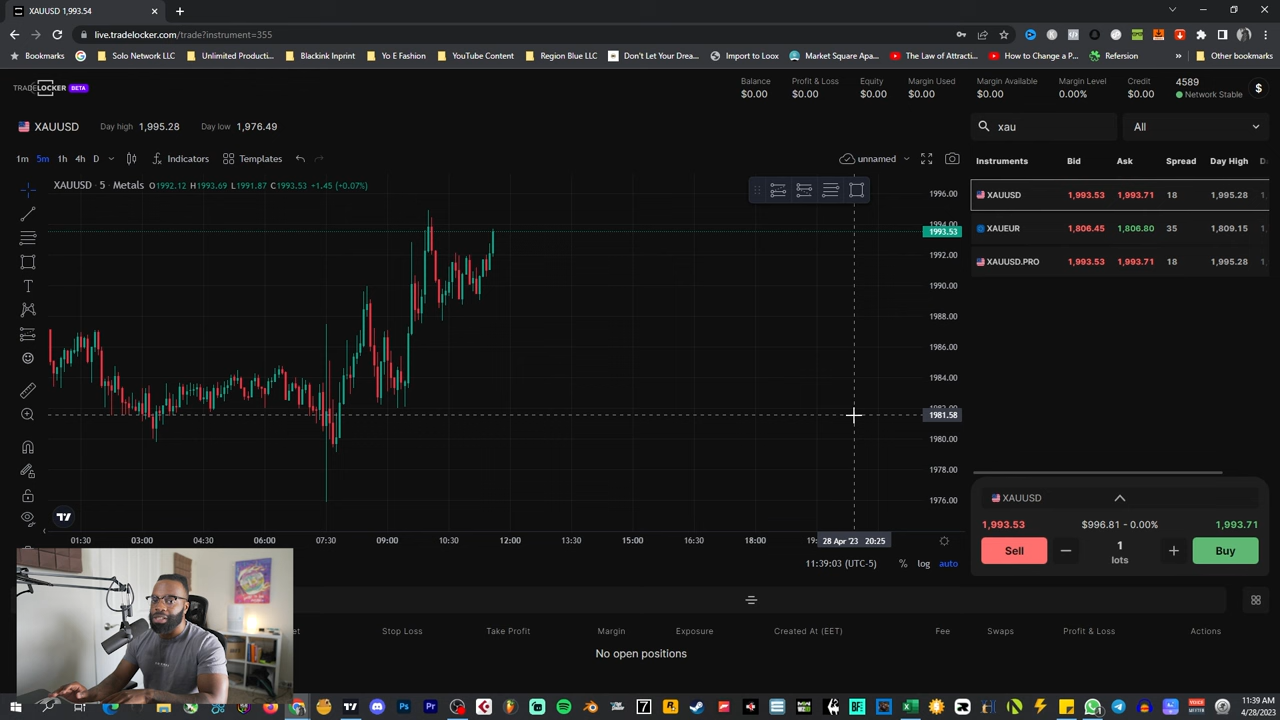 XAUUSD 1,993.54
live.tradelocker.com/trade?instrument=355
Bookmarks
Solo Network LLC
Unlimited Produc...
Blackink Inprint
Yo E Fashion
YouTube Content
Region Blue LLC
Don't Let Your Drea...
Import to Loox
Market Square Apa...
The Law of Attracti...
How to Change a P...
Refersion
Other bookmarks
TRADELOCKER BETA
Balance
$0.00
Profit & Loss
$0.00
Equity
$0.00
Margin Used
$0.00
Margin Available
$0.00
Margin Level
0.00%
Credit
$0.00
4589
Network Stable
$
XAUUSD
Day high 1,995.28
Day low 1,976.49
xau
All
1m 5m 1h 4h D
Indicators
Templates
unnamed
Instruments Bid Ask Spread Day High
XAUUSD 5 Metals O1992.12 H1993.69 L1991.87 C1993.53 +1.45 (+0.07%)
XAUUSD 1,993.53 1,993.71 18 1,995.28
XAUEUR 1,806.45 1,806.80 35 1,809.15
XAUUSD.PRO 1,993.53 1,993.71 18 1,995.28
1996.00
1994.00
1993.53
1992.00
1990.00
1988.00
1986.00
1984.00
1982.00
1981.58
1980.00
1978.00
1976.00
01:30 03:00 04:30 06:00 07:30 09:00 10:30 12:00 13:30 15:00 16:30 18:00 28 Apr '23 20:25
11:39:03 (UTC-5) % log auto
XAUUSD
1,993.53 $996.81 - 0.00% 1,993.71
Sell
1
lots
Buy
Stop Loss Take Profit Margin Exposure Created At (EET) Fee Swaps Profit & Loss Actions
No open positions
11:39 AM
4/28/2023